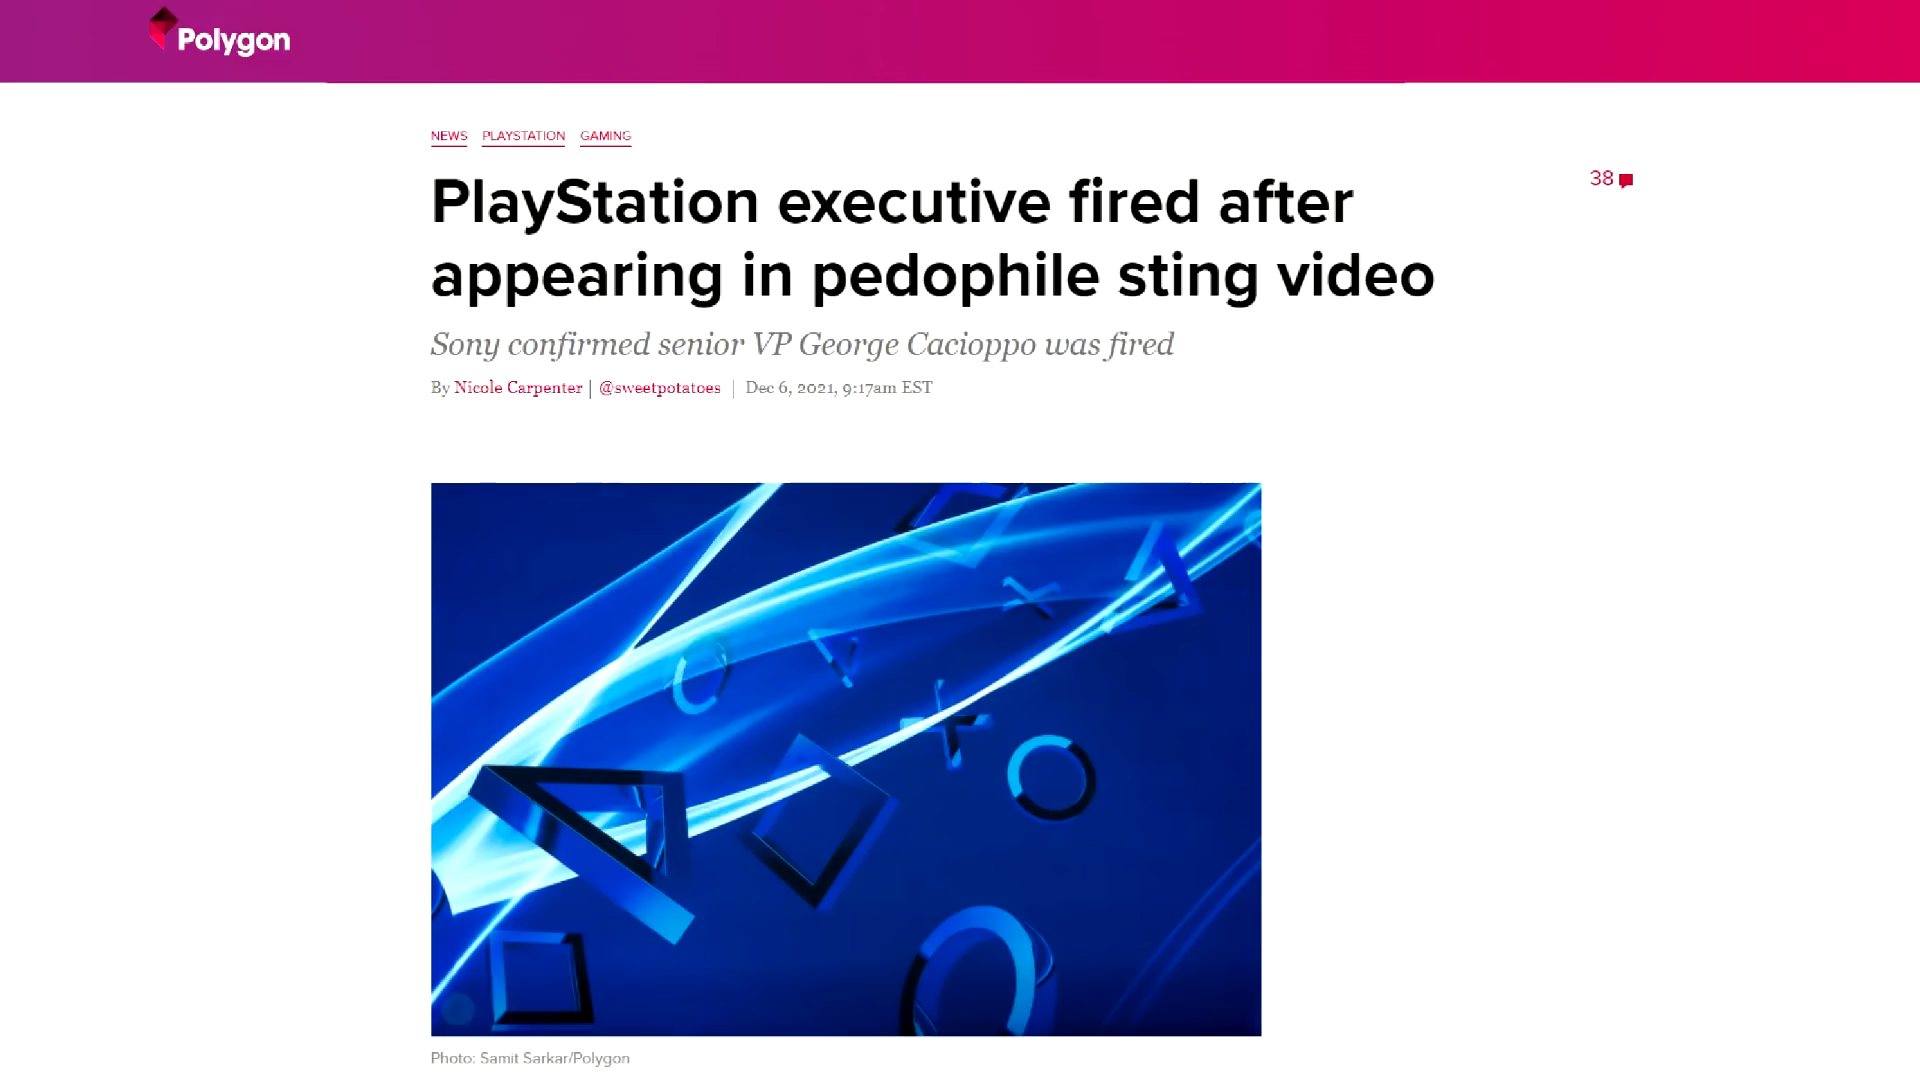 Polygon
NEWS PLAYSTATION GAMING
PlayStation executive fired after
38
appearing in pedophile sting video
Sony confirmed senior VP George Cacioppo was fired
By Nicole Carpenter | @sweetpotatoes | Dec 6, 2021, 9:17am EST
Photo: Samit Sarkar/Polygon